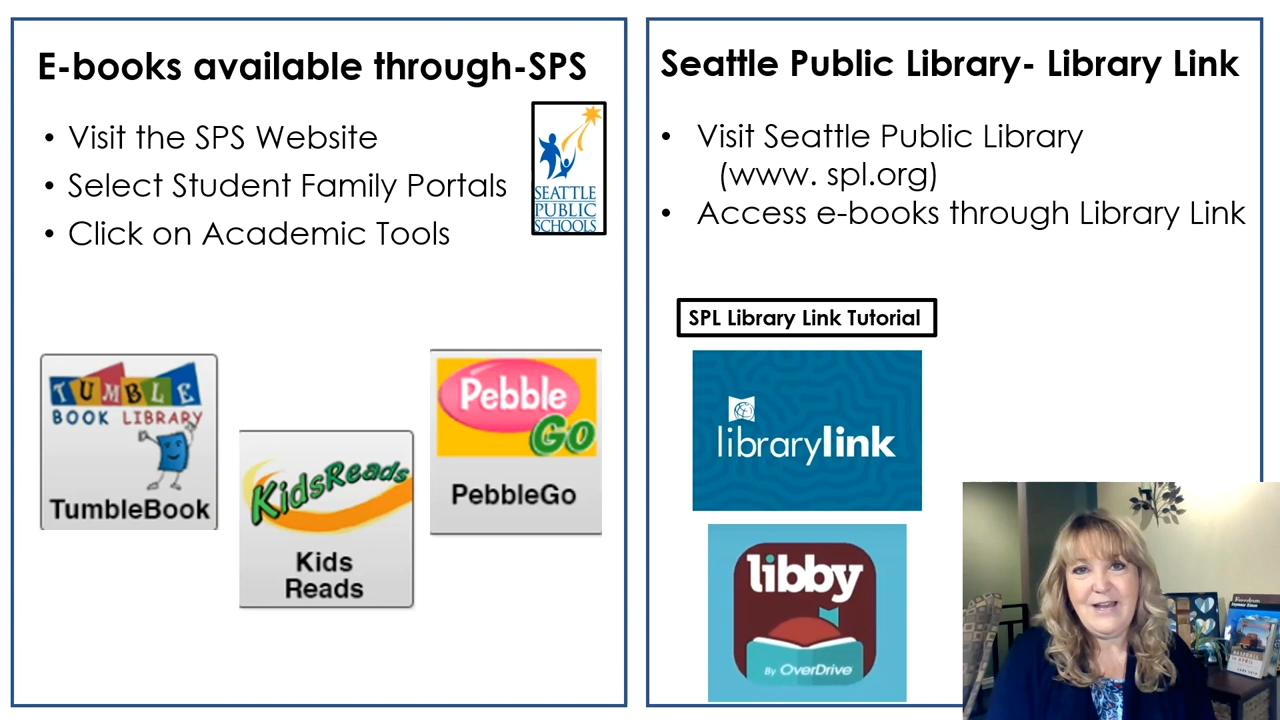 E-books available through-SPS
• Visit the SPS Website
• Select Student Family Portals
• Click on Academic Tools
SEATTLE
PUBLIC
SCHOOLS
TUMBLE
BOOK LIBRARY
TumbleBook
KidsReads
Kids
Reads
Pebble
Go
PebbleGo
Seattle Public Library- Library Link
• Visit Seattle Public Library
(www. spl.org)
• Access e-books through Library Link
SPL Library Link Tutorial
librarylink
libby
By OverDrive
Freedom